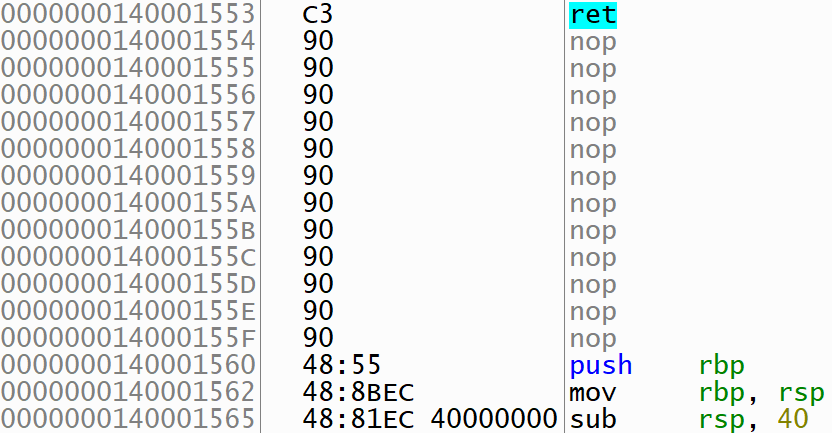 0000000140001553 C3 ret
0000000140001554 90 nop
0000000140001555 90 nop
0000000140001556 90 nop
0000000140001557 90 nop
0000000140001558 90 nop
0000000140001559 90 nop
000000014000155A 90 nop
000000014000155B 90 nop
000000014000155C 90 nop
000000014000155D 90 nop
000000014000155E 90 nop
000000014000155F 90 nop
0000000140001560 48:55 push rbp
0000000140001562 48:8BEC mov rbp, rsp
0000000140001565 48:81EC 40000000 sub rsp, 40